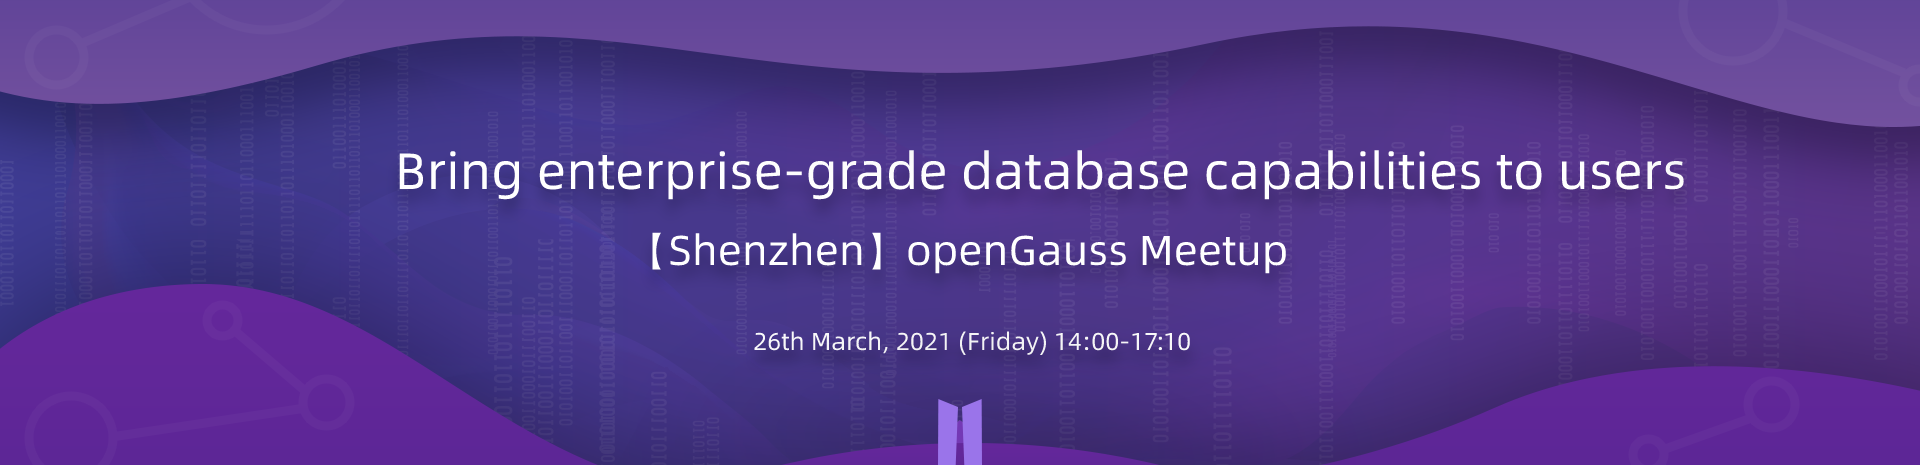 Bring enterprise-grade database capabilities to users
【Shenzhen】openGauss Meetup
26th March, 2021 (Friday) 14:00-17:10